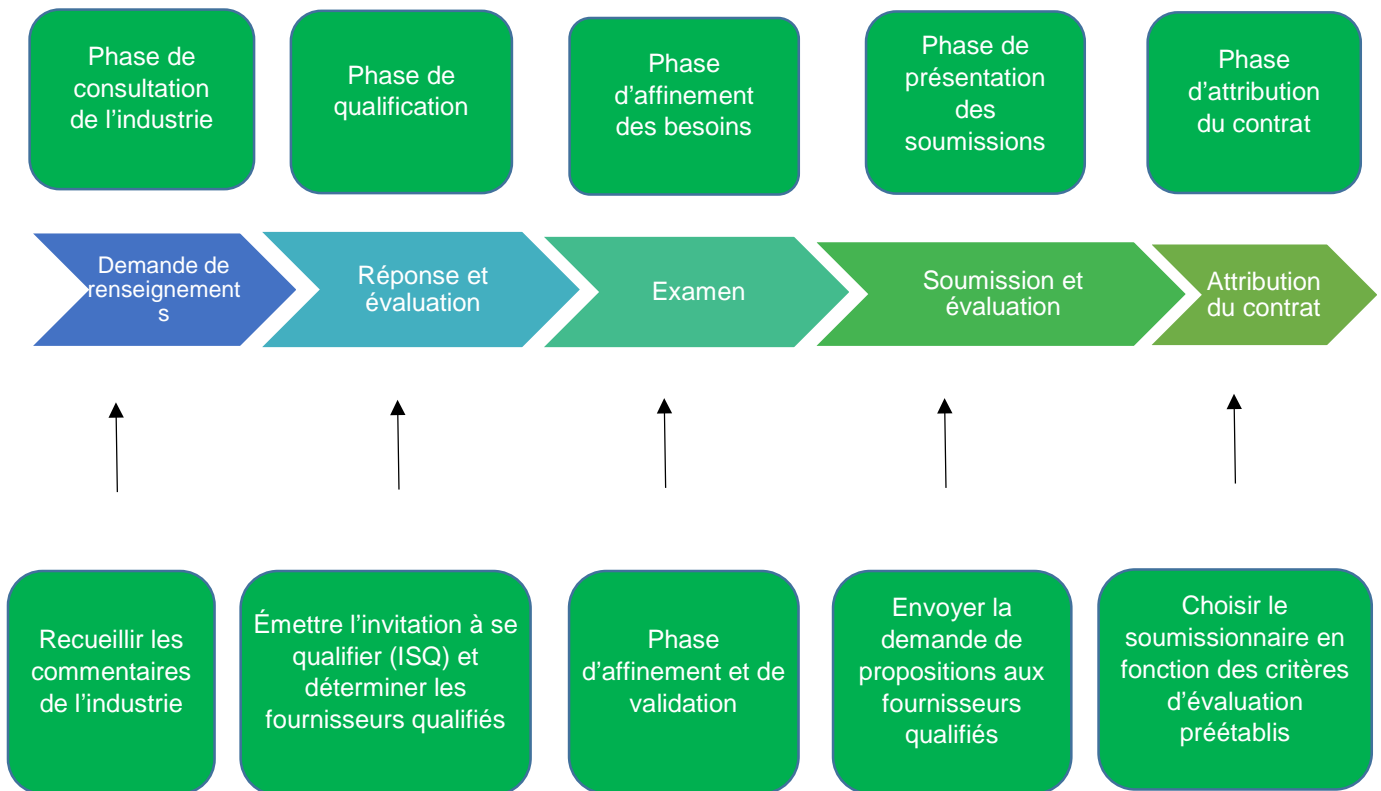 Phase de
consultation
de l’industrie
Phase de
qualification
Phase
d’affinement
des besoins
Phase de
présentation
des
soumissions
Phase
d’attribution
du contrat
Demande de
renseignement
s
Réponse et
évaluation
Examen
Soumission et
évaluation
Attribution
du contrat
Recueillir les
commentaires
de l’industrie
Émettre l’invitation à se
qualifier (ISQ) et
déterminer les
fournisseurs qualifiés
Phase
d’affinement et de
validation
Envoyer la
demande de
propositions aux
fournisseurs
qualifiés
Choisir le
soumissionnaire en
fonction des critères
d’évaluation
préétablis